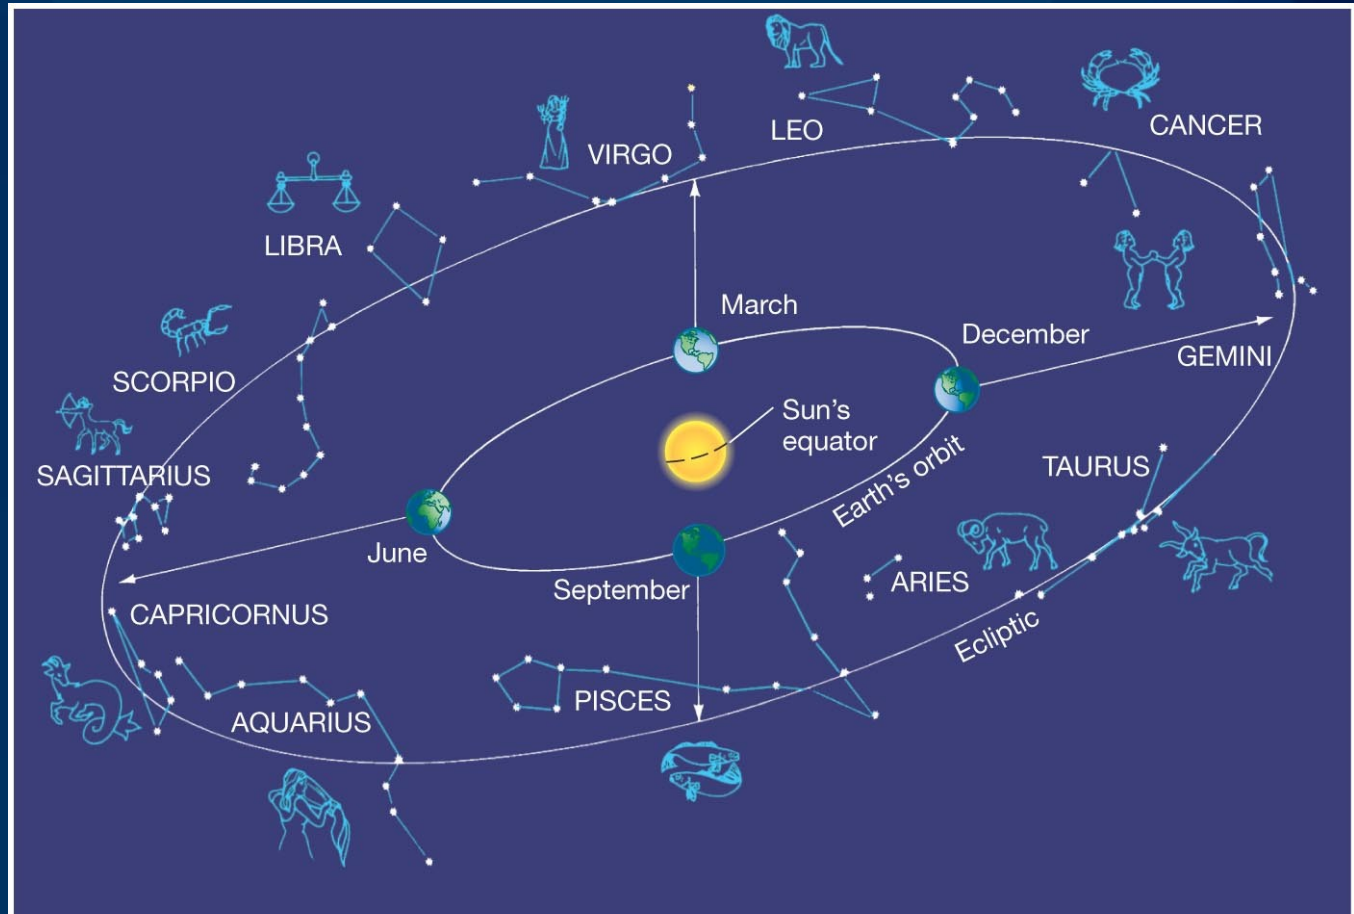 LEO
CANCER
VIRGO
LIBRA
March
December
GEMINI
SCORPIO
Sun's
equator
SAGITTARIUS
TAURUS
Earth's orbit
June
September
ARIES
CAPRICORNUS
Ecliptic
PISCES
AQUARIUS